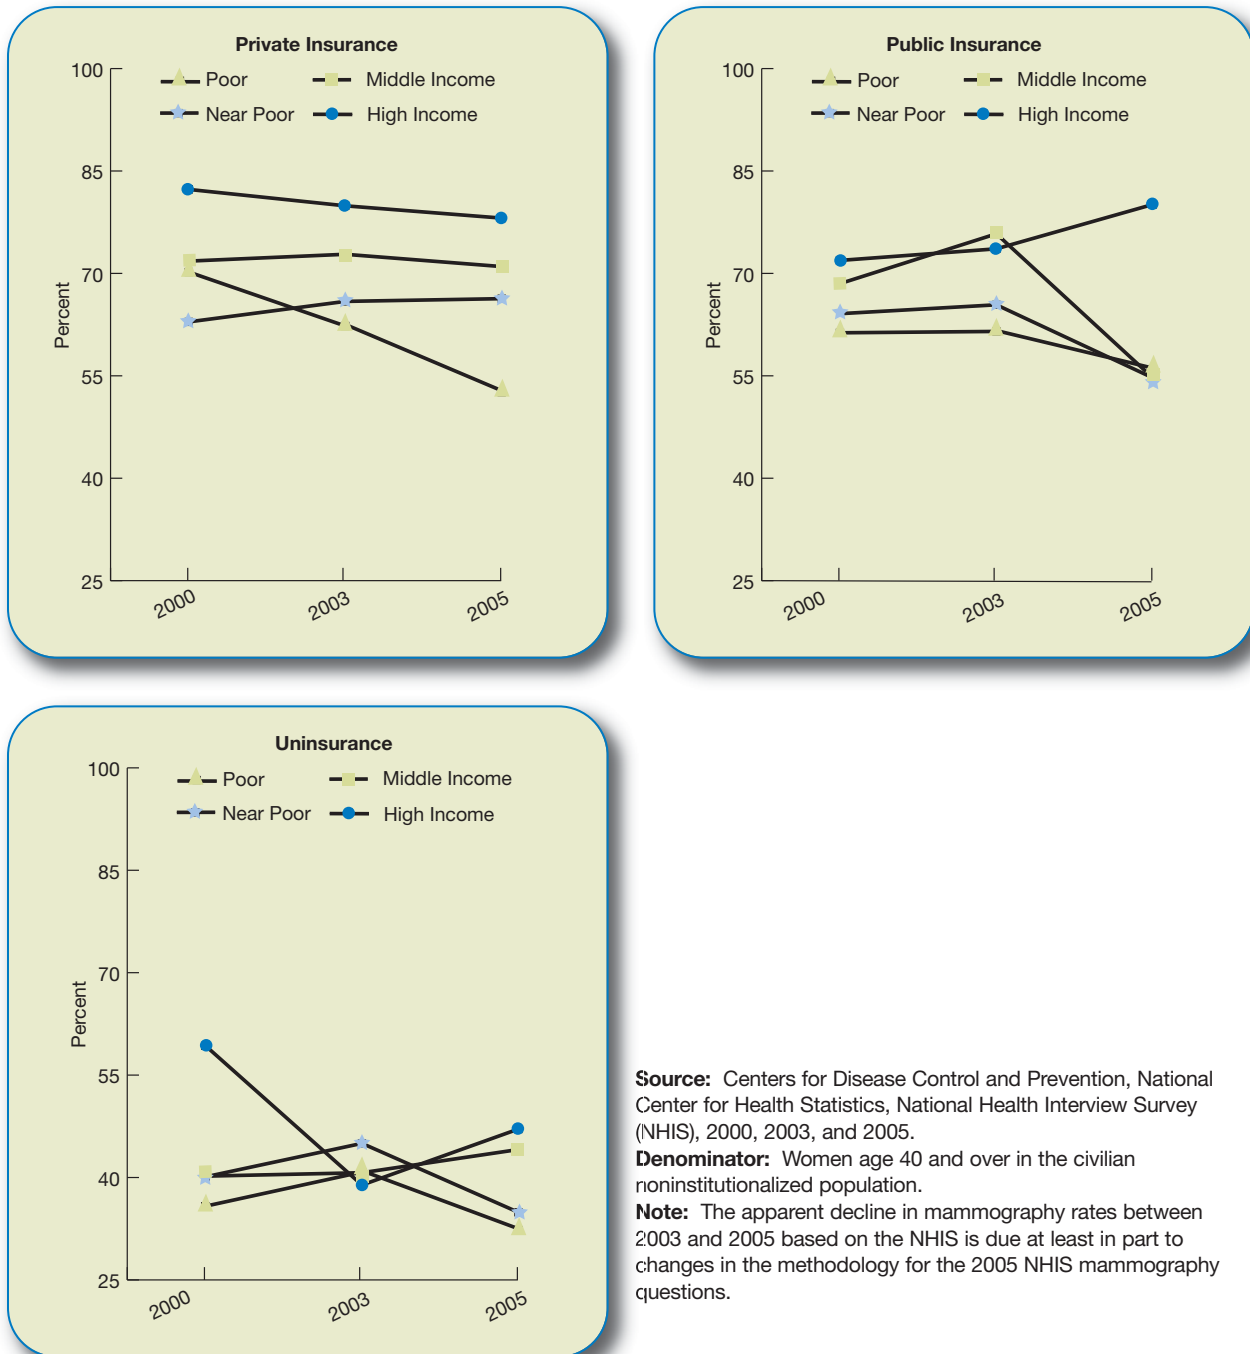 Private Insurance
Poor
Middle Income
Near Poor
High Income
100
85
70
55
40
25
Percent
2000
2003
2005
Public Insurance
Poor
Middle Income
Near Poor
High Income
100
85
70
55
40
25
Percent
2000
2003
2005
Uninsurance
Poor
Middle Income
Near Poor
High Income
100
85
70
55
40
25
Percent
2000
2003
2005
Source: Centers for Disease Control and Prevention, National
Center for Health Statistics, National Health Interview Survey
(NHIS), 2000, 2003, and 2005.
Denominator: Women age 40 and over in the civilian
noninstitutionalized population.
Note: The apparent decline in mammography rates between
2003 and 2005 based on the NHIS is due at least in part to
changes in the methodology for the 2005 NHIS mammography
questions.